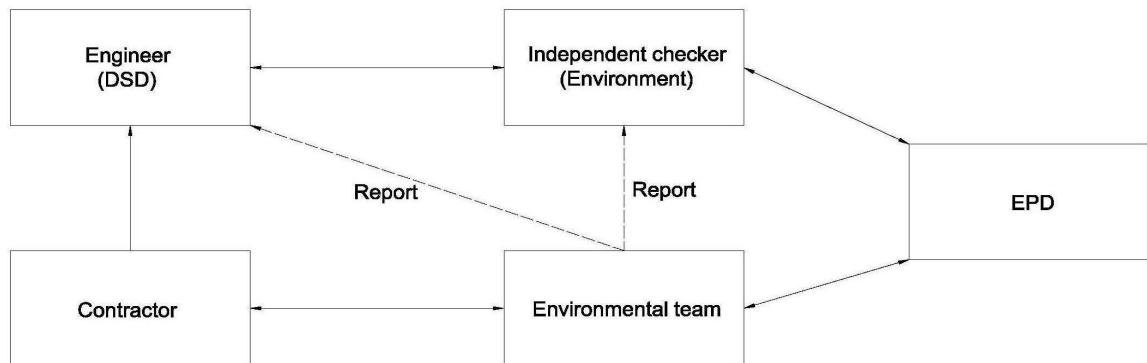 Engineer
(DSD)
Independent checker
(Environment)
Report
Report
EPD
Contractor
Environmental team